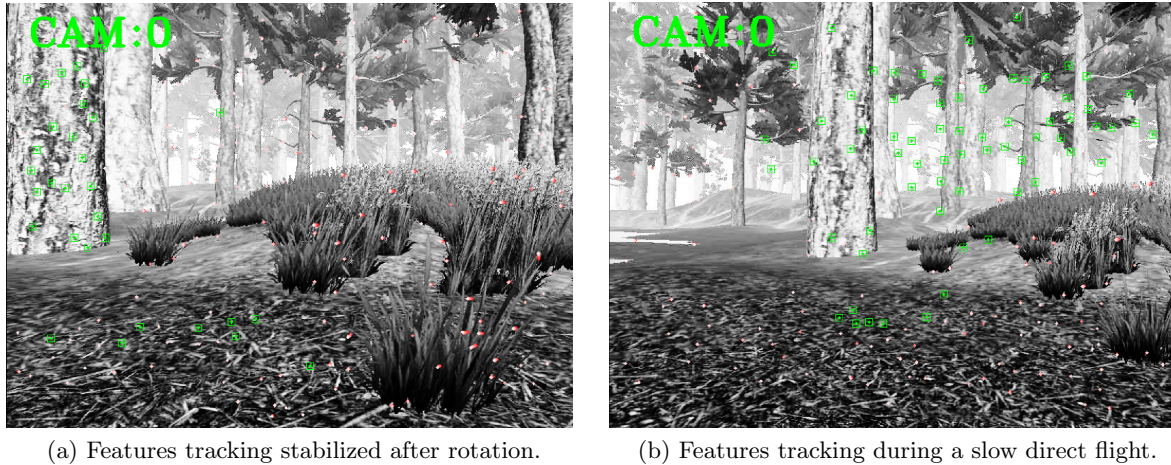 CAM:0
CAM:0
(a) Features tracking stabilized after rotation.
(b) Features tracking during a slow direct flight.